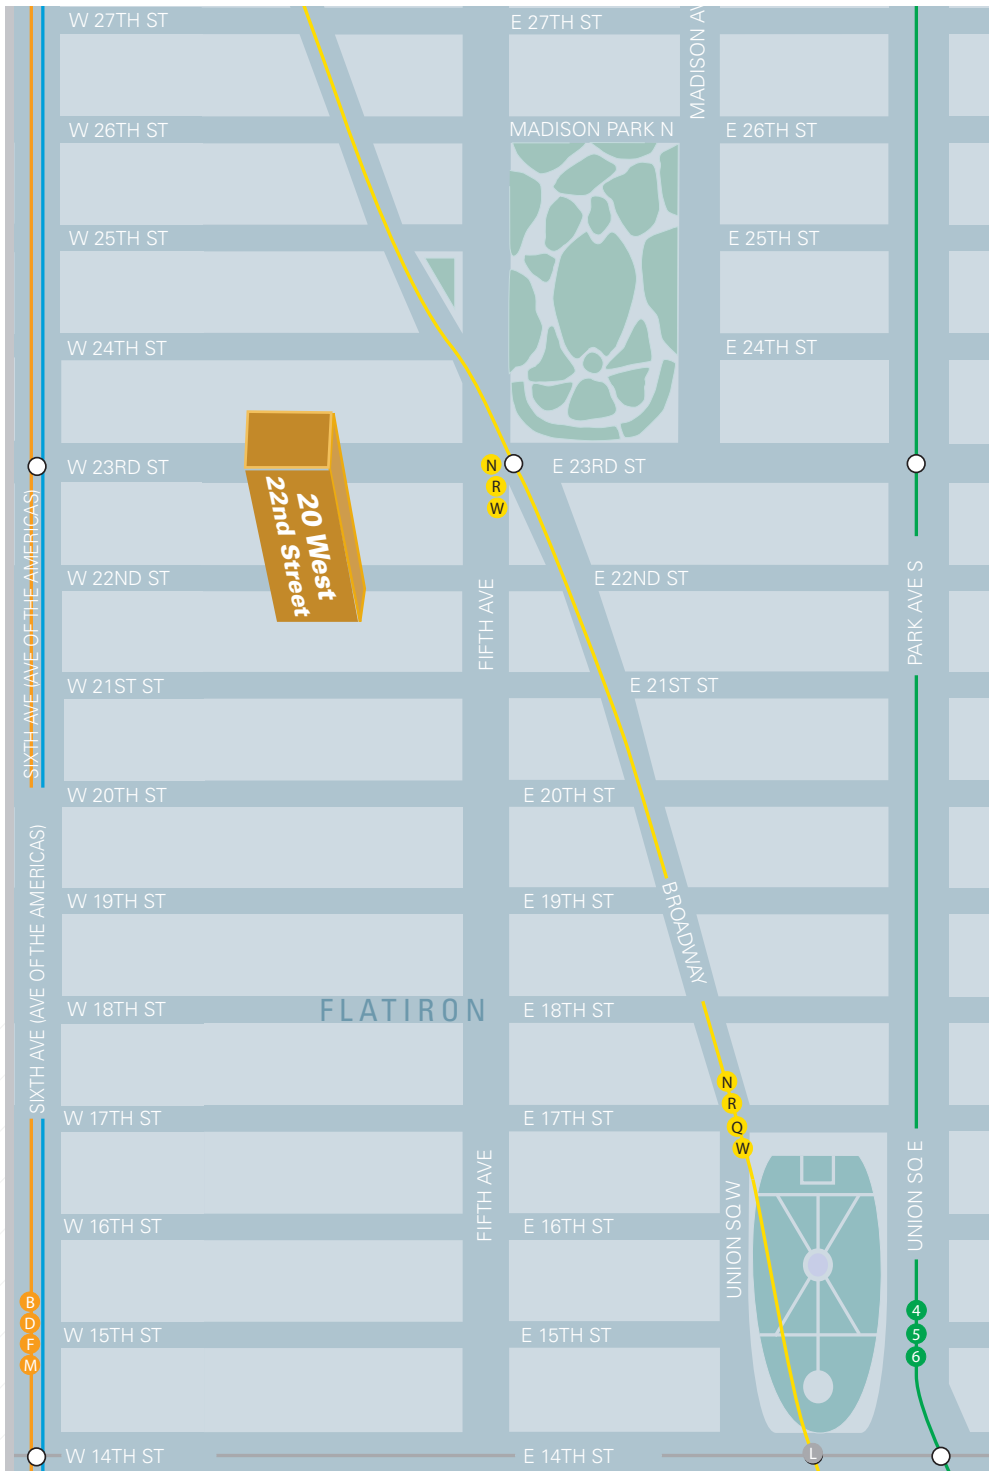 W 27TH ST
E 27TH ST
MADISON AV
W 26TH ST
MADISON PARK N
E 26TH ST
W 25TH ST
E 25TH ST
W 24TH ST
E 24TH ST
W 23RD ST
N
R
W
E 23RD ST
20 West
22nd Street
SIXTH AVE (AVE OF THE AMERICAS)
W 22ND ST
FIFTH AVE
E 22ND ST
PARK AVE S
W 21ST ST
E 21ST ST
W 20TH ST
E 20TH ST
SIXTH AVE (AVE OF THE AMERICAS)
W 19TH ST
E 19TH ST
BROADWAY
W 18TH ST
FLATIRON
E 18TH ST
N
R
Q
W
W 17TH ST
E 17TH ST
FIFTH AVE
UNION SQ W
UNION SQ E
W 16TH ST
E 16TH ST
B
D
F
M
4
5
6
W 15TH ST
E 15TH ST
W 14TH ST
E 14TH ST
L